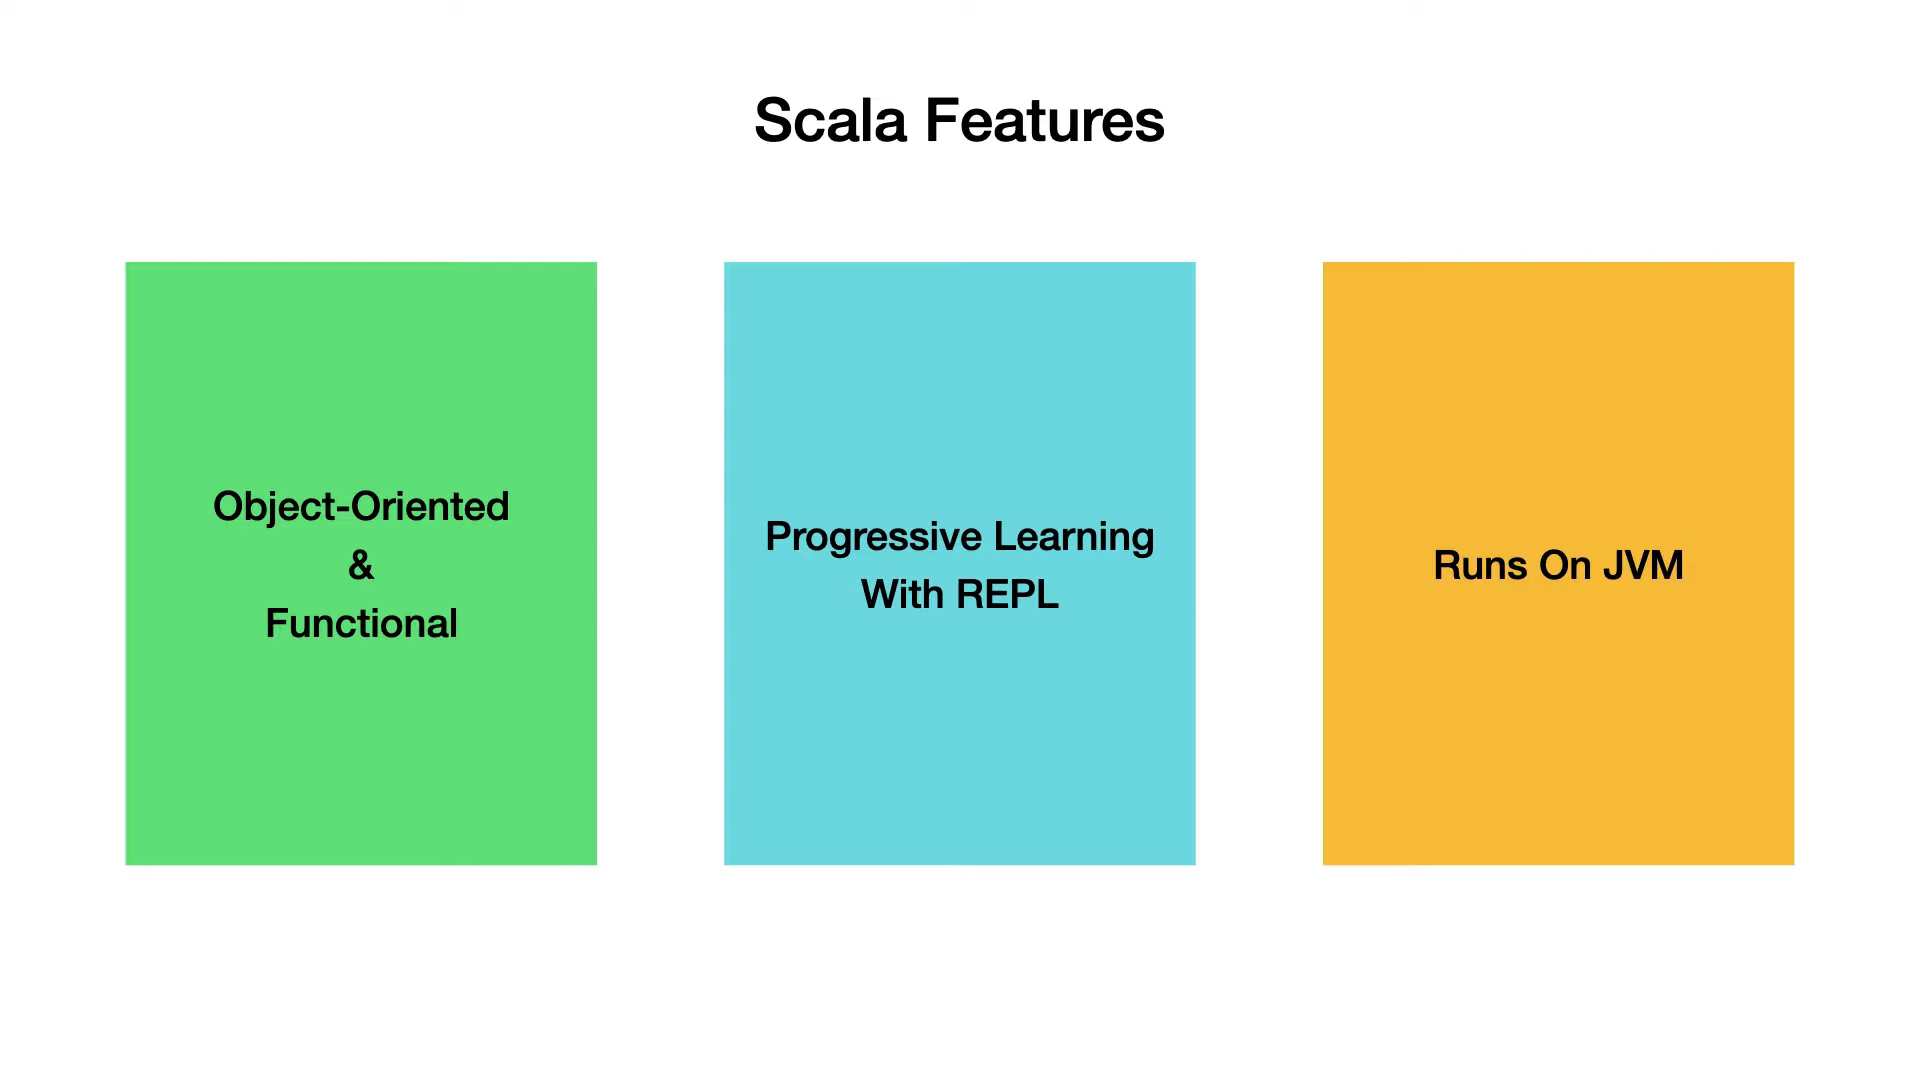 Scala Features
Object-Oriented
&
Functional
Progressive Learning
With REPL
Runs On JVM